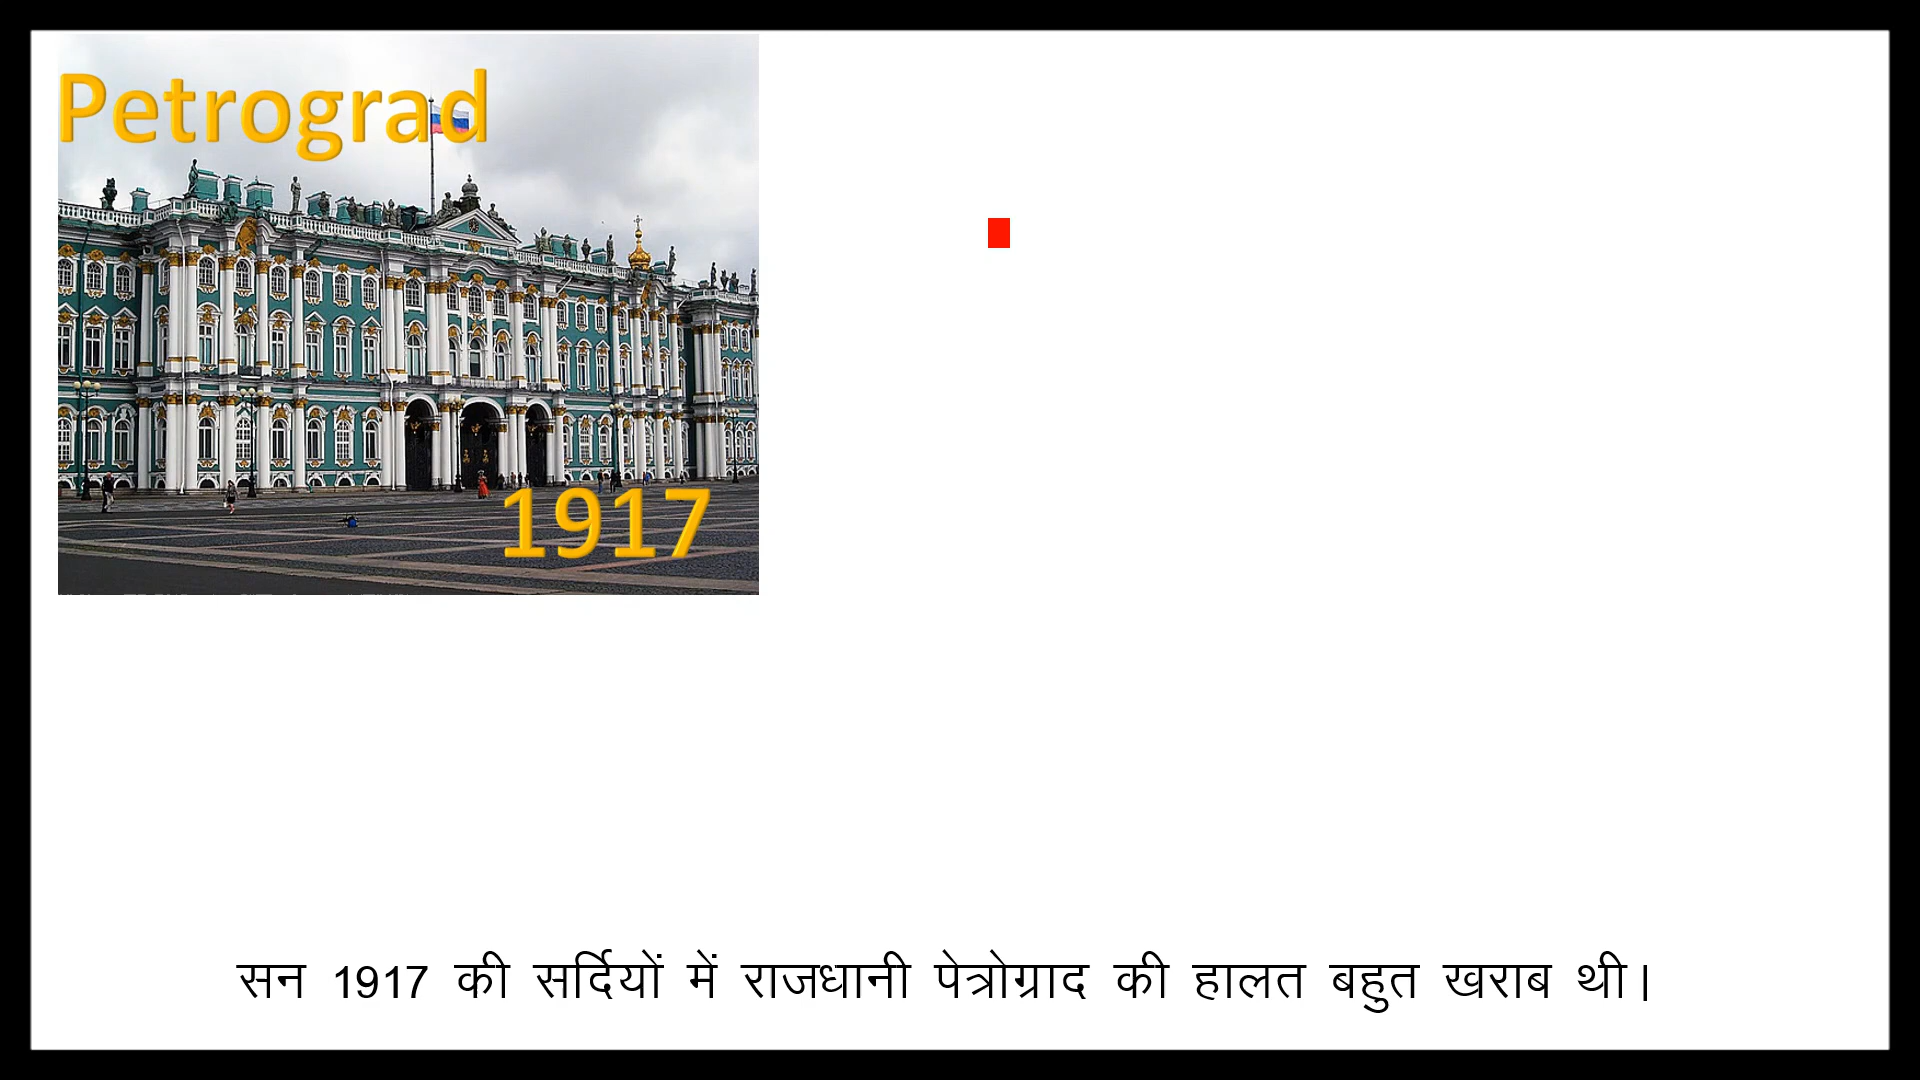 Petrograd
1917
सन 1917 की सर्दियों में राजधानी पेत्रोग्राद की हालत बहुत खराब थी।